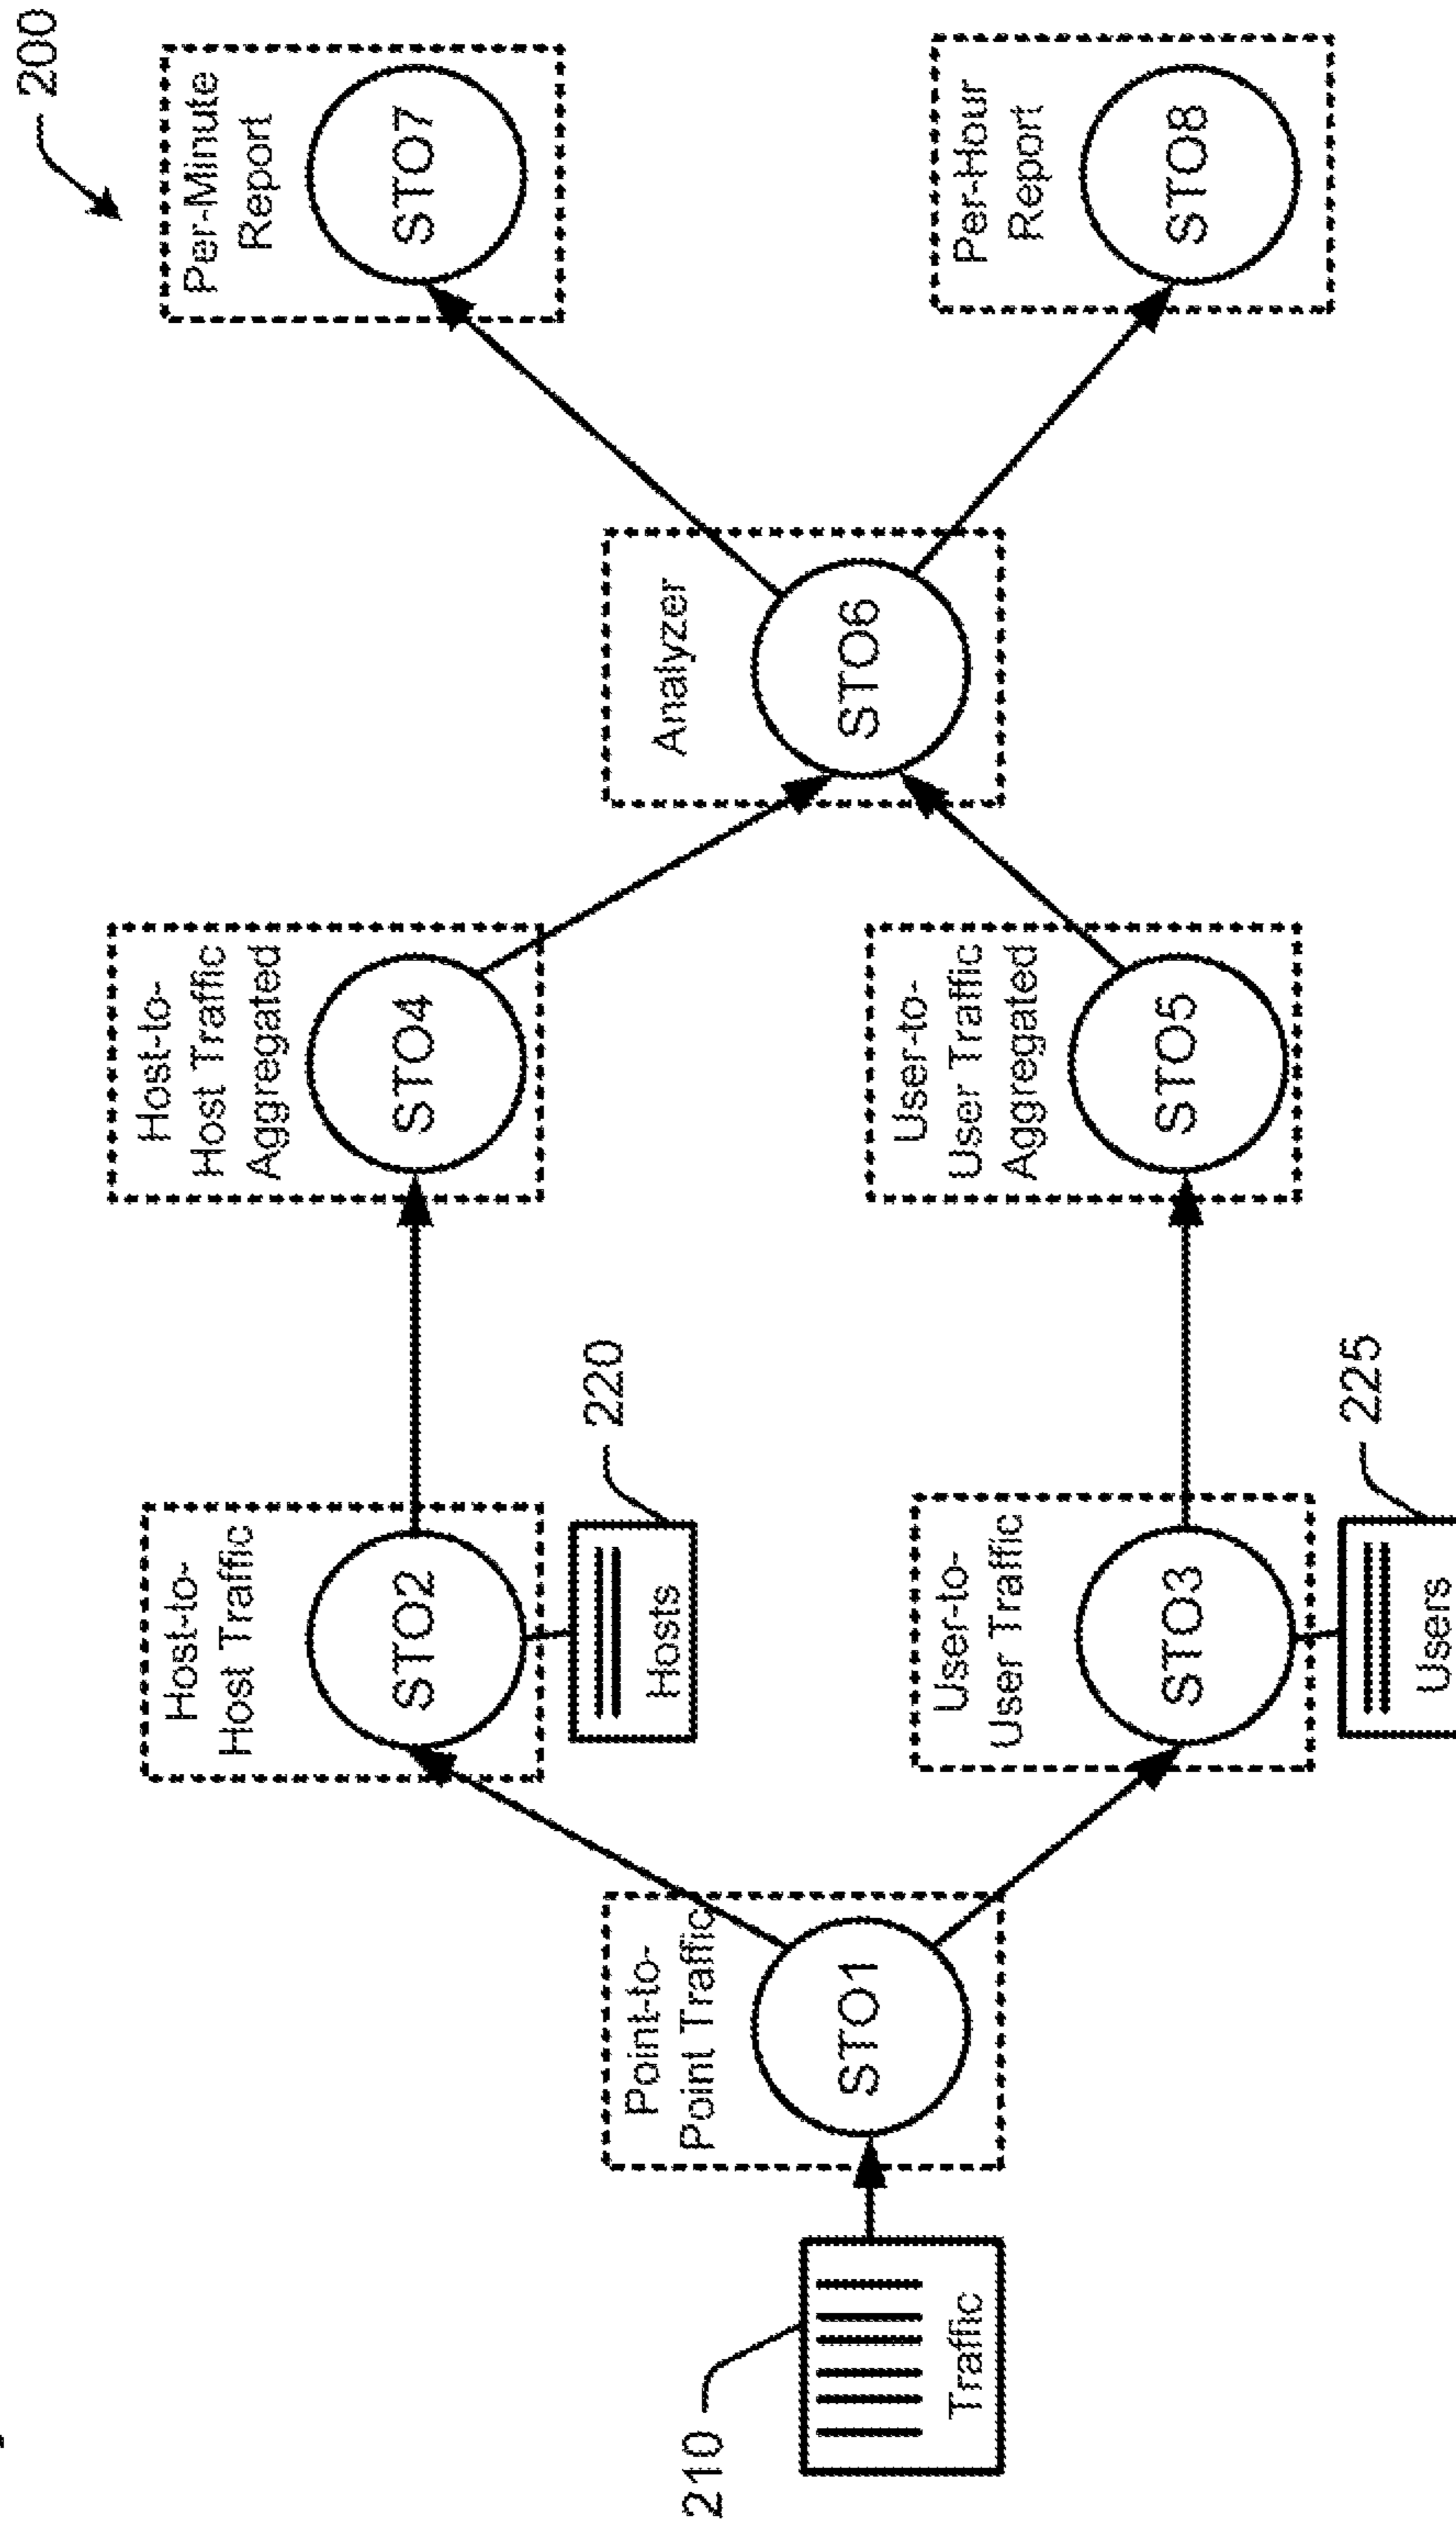 200
210
Traffic
Point-to-
Point Traffic
STO1
Host-to-
Host Traffic
STO2
Hosts
220
User-to-
User Traffic
STO3
Users
225
Host-to-
Host Traffic
Aggregated
STO4
User-to-
User Traffic
Aggregated
STO5
Analyzer
STO6
Per-Minute
Report
STO7
Per-Hour
Report
STO8